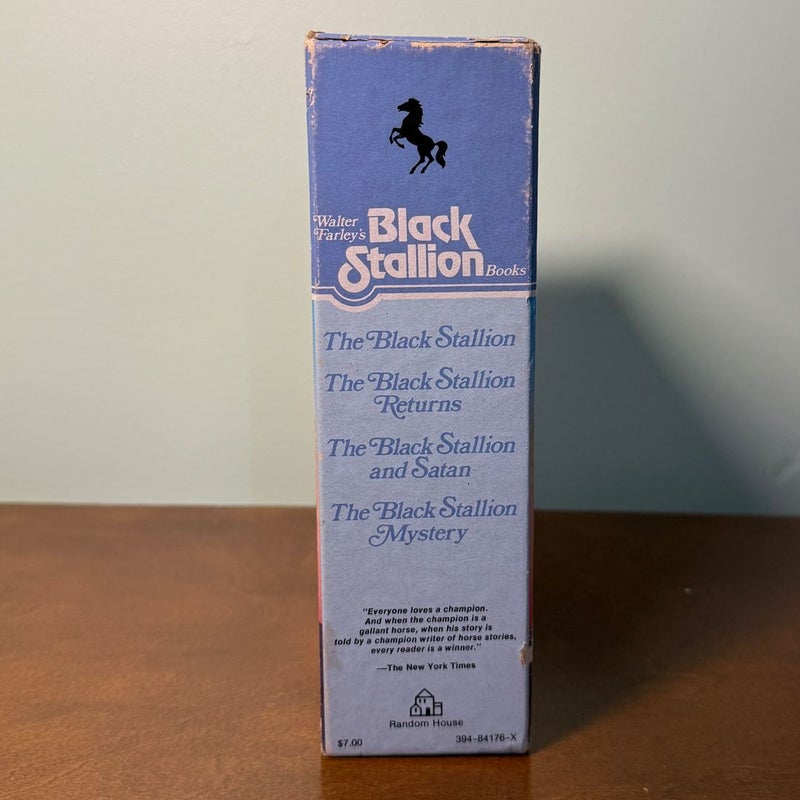 Walter
Farley's
Black
Stallion
Books
The Black Stallion
The Black Stallion
Returns
The Black Stallion
and Satan
The Black Stallion
Mystery
"Everyone loves a champion.
And when the champion is a
gallant horse, when his story is
told by a champion writer of horse stories,
every reader is a winner."
—The New York Times
Random House
$7.00 394-84176-X